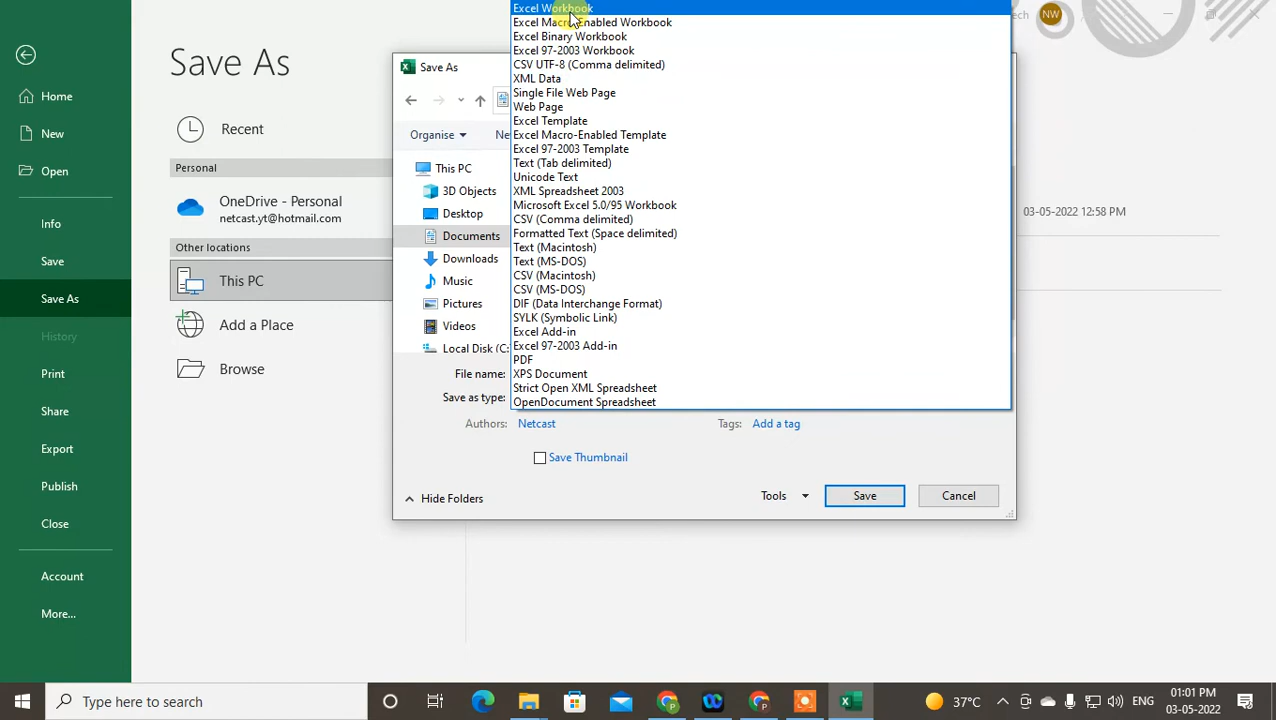 ech
NW
Save As
Home
New
Open
Info
Save
Save As
History
Print
Share
Export
Publish
Close
Account
More...
Recent
Personal
OneDrive - Personal
netcast.yt@hotmail.com
Other locations
This PC
Add a Place
Browse
03-05-2022 12:58 PM
Save As
Organise
This PC
3D Objects
Desktop
Documents
Downloads
Music
Pictures
Videos
Local Disk (C:
File name:
Save as type:
Excel Workbook
Excel Macro-Enabled Workbook
Excel Binary Workbook
Excel 97-2003 Workbook
CSV UTF-8 (Comma delimited)
XML Data
Single File Web Page
Web Page
Excel Template
Excel Macro-Enabled Template
Excel 97-2003 Template
Text (Tab delimited)
Unicode Text
XML Spreadsheet 2003
Microsoft Excel 5.0/95 Workbook
CSV (Comma delimited)
Formatted Text (Space delimited)
Text (Macintosh)
Text (MS-DOS)
CSV (Macintosh)
CSV (MS-DOS)
DIF (Data Interchange Format)
SYLK (Symbolic Link)
Excel Add-in
Excel 97-2003 Add-in
PDF
XPS Document
Strict Open XML Spreadsheet
OpenDocument Spreadsheet
Authors: Netcast Tags: Add a tag
Save Thumbnail
Hide Folders Tools Save Cancel
Type here to search
37°C ENG 01:01 PM
03-05-2022